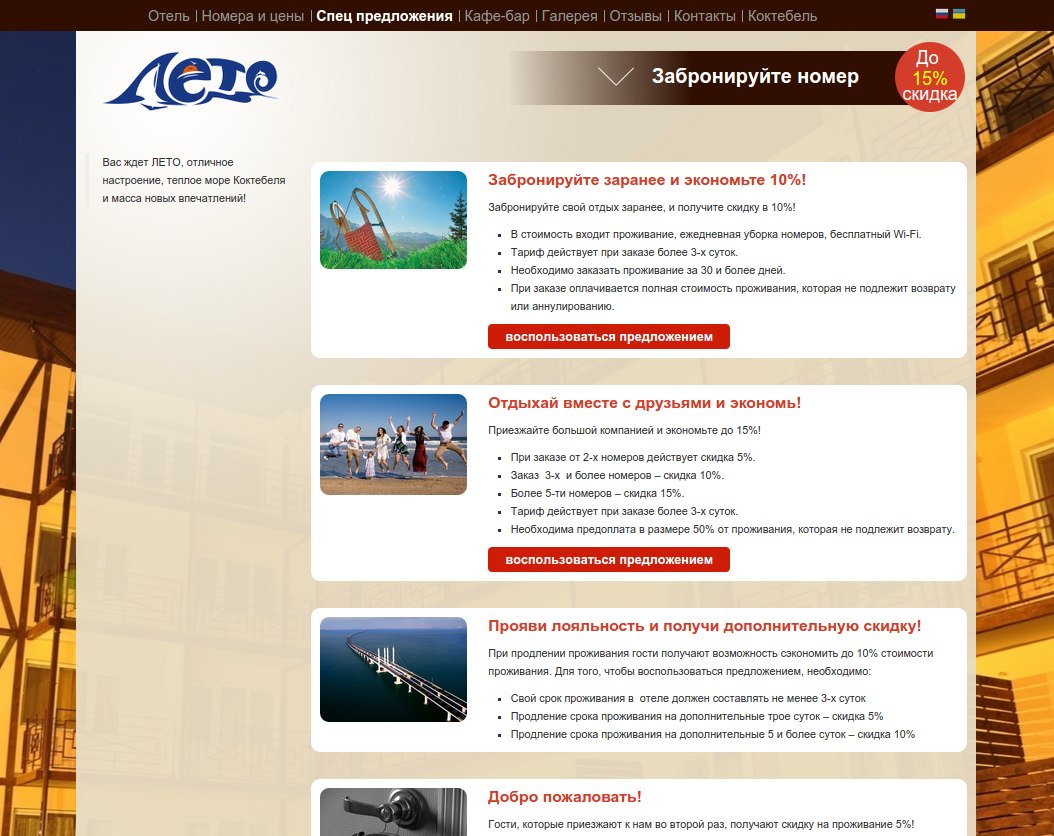 Отель | Номера и цены | Спец предложения | Кафе-бар | Галерея | Отзывы | Контакты | Коктебель
Лето
Забронируйте номер
До
15%
скидка
Вас ждет ЛЕТО, отличное
настроение, теплое море Коктебеля
и масса новых впечатлений!
Забронируйте заранее и экономьте 10%!
Забронируйте свой отдых заранее, и получите скидку в 10%!
В стоимость входит проживание, ежедневная уборка номеров, бесплатный Wi-Fi.
Тариф действует при заказе более 3-х суток.
Необходимо заказать проживание за 30 и более дней.
При заказе оплачивается полная стоимость проживания, которая не подлежит возврату
или аннулированию.
воспользоваться предложением
Отдыхай вместе с друзьями и экономь!
Приезжайте большой компанией и экономьте до 15%!
При заказе от 2-х номеров действует скидка 5%.
Заказ 3-х и более номеров – скидка 10%.
Более 5-ти номеров – скидка 15%.
Тариф действует при заказе более 3-х суток.
Необходима предоплата в размере 50% от проживания, которая не подлежит возврату.
воспользоваться предложением
Прояви лояльность и получи дополнительную скидку!
При продлении проживания гости получают возможность сэкономить до 10% стоимости
проживания. Для того, чтобы воспользоваться предложением, необходимо:
Свой срок проживания в отеле должен составлять не менее 3-х суток
Продление срока проживания на дополнительные трое суток – скидка 5%
Продление срока проживания на дополнительные 5 и более суток – скидка 10%
Добро пожаловать!
Гости, которые приезжают к нам во второй раз, получают скидку на проживание 5%!